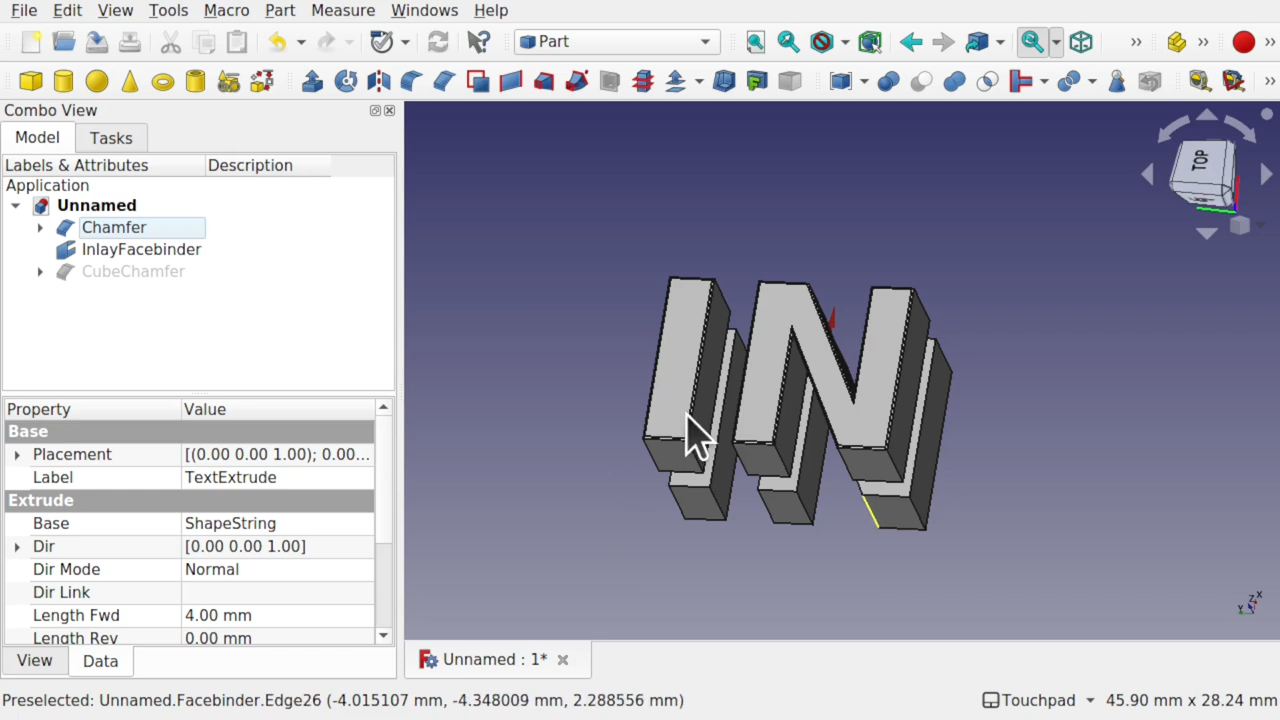 File Edit View Tools Macro Part Measure Windows Help
Part
Combo View
Model Tasks
Labels & Attributes Description
Application
Unnamed
Chamfer
InlayFacebinder
CubeChamfer
TOP
IN
Property Value
Base
Placement [(0.00 0.00 1.00); 0.00...
Label TextExtrude
Extrude
Base ShapeString
Dir [0.00 0.00 1.00]
Dir Mode Normal
Dir Link
Length Fwd 4.00 mm
Length Rev 0.00 mm
View Data
Unnamed : 1*
Z X
Y
Preselected: Unnamed.Facebinder.Edge26 (-4.015107 mm, -4.348009 mm, 2.288556 mm)
Touchpad 45.90 mm x 28.24 mm